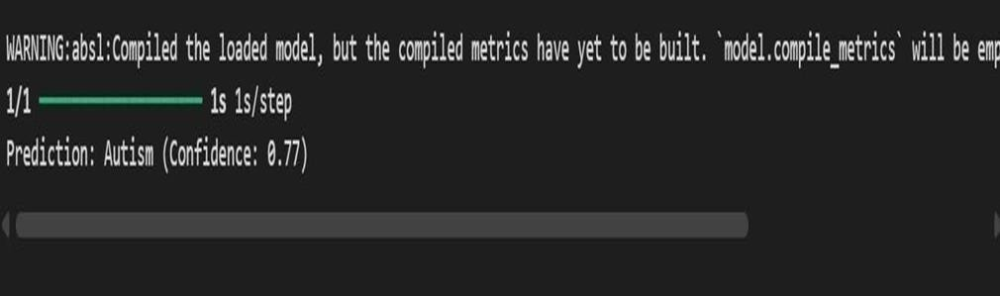 WARNING:absl:Compiled the loaded model, but the compiled metrics have yet to be built. `model.compile_metrics` will be emp
1/1 ━━━━━━━━━━━━━━━━━━━━ 1s 1s/step
Prediction: Autism (Confidence: 0.77)